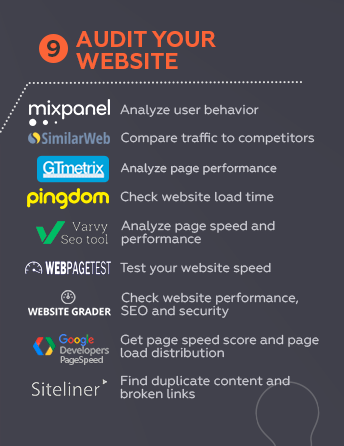 9 AUDIT YOUR
WEBSITE
mixpanel Analyze user behavior
SimilarWeb Compare traffic to competitors
GTmetrix Analyze page performance
pingdom Check website load time
Varvy
Seo tool
Analyze page speed and
performance
WEBPAGETEST Test your website speed
WEBSITE GRADER
Check website performance,
SEO and security
Google
Developers
PageSpeed
Get page speed score and page
load distribution
Siteliner
Find duplicate content and
broken links